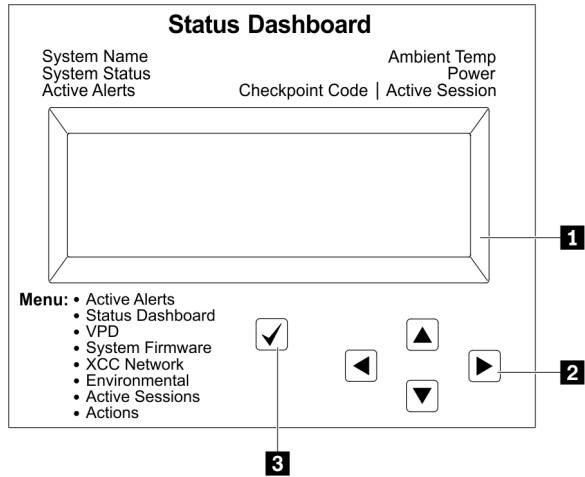 Status Dashboard
System Name
System Status
Active Alerts
Ambient Temp
Power
Checkpoint Code | Active Session
1
Menu: • Active Alerts
• Status Dashboard
• VPD
• System Firmware
• XCC Network
• Environmental
• Active Sessions
• Actions
2
3